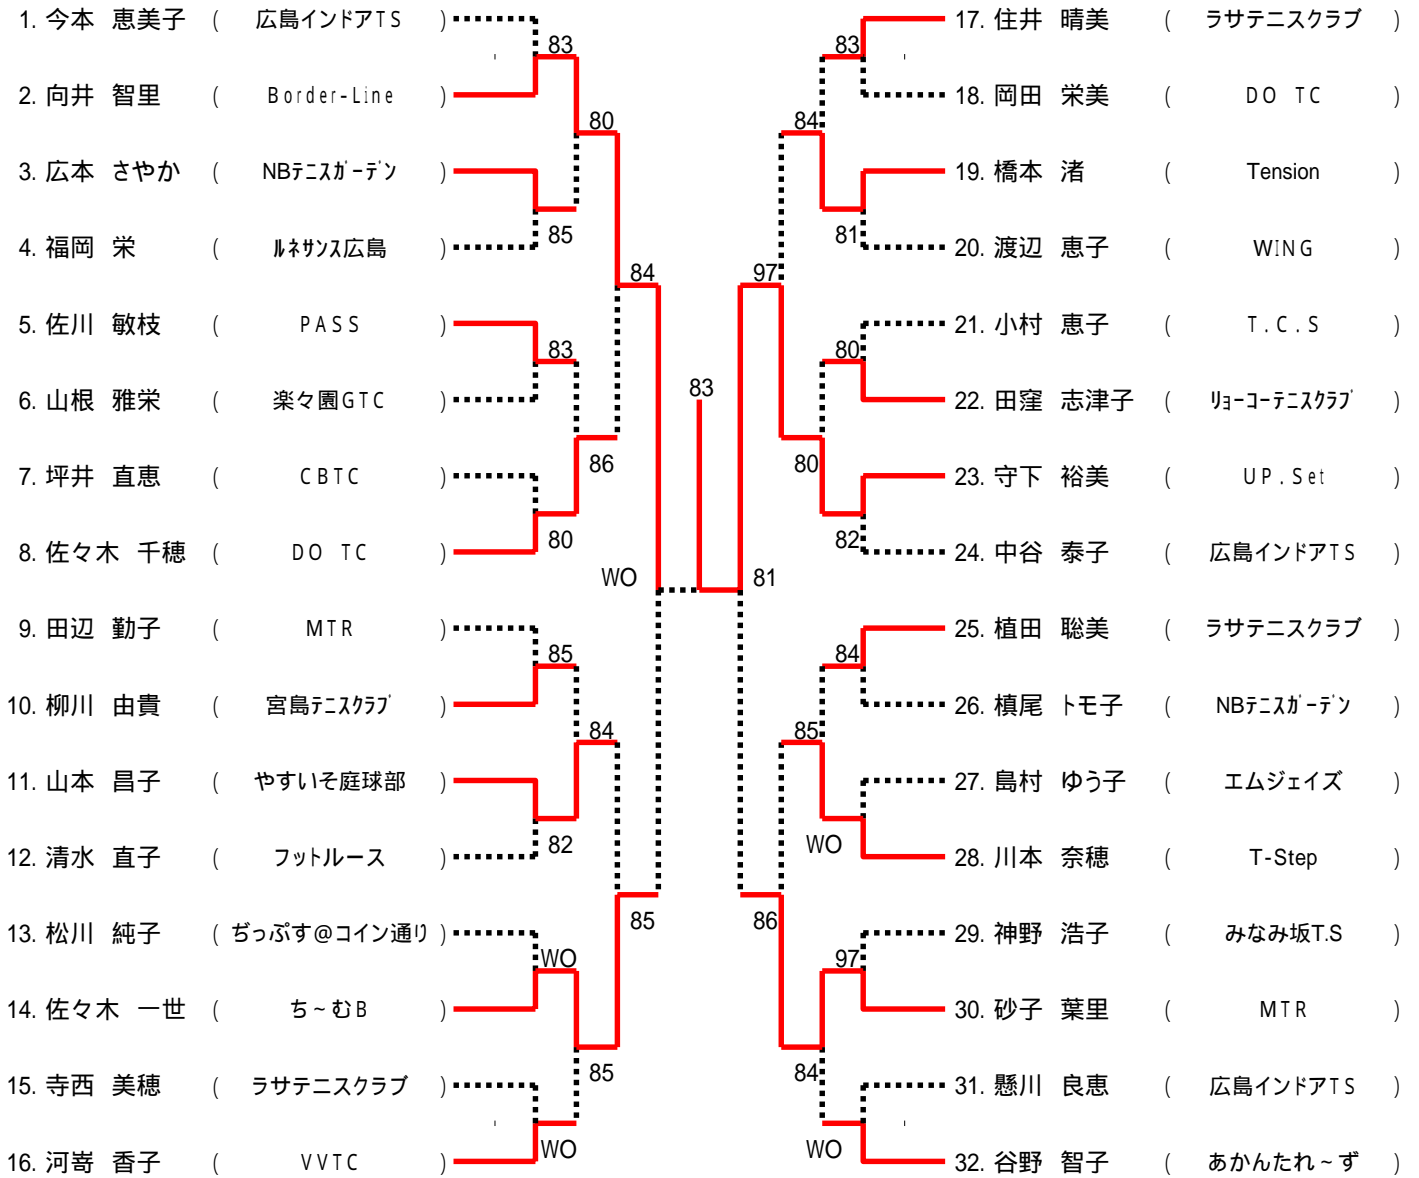 1. 今本 恵美子 ( 広島インドアTS )
83
2. 向井 智里 ( Border-Line )
80
3. 広本 さやか ( NBテニスガーデン )
85
4. 福岡 栄 ( ルネサンス広島 )
84
5. 佐川 敏枝 ( PASS )
83
6. 山根 雅栄 ( 楽々園GTC )
86
7. 坪井 直恵 ( CBTC )
80
8. 佐々木 千穂 ( DO TC )
WO
9. 田辺 勤子 ( MTR )
85
10. 柳川 由貴 ( 宮島テニスクラブ )
84
11. 山本 昌子 ( やすいそ庭球部 )
82
12. 清水 直子 ( フットルース )
85
13. 松川 純子 ( ぢっぷす@コイン通り )
WO
14. 佐々木 一世 ( ち~むB )
85
15. 寺西 美穂 ( ラサテニスクラブ )
WO
16. 河嵜 香子 ( VVTC )
83
17. 住井 晴美 ( ラサテニスクラブ )
83
18. 岡田 栄美 ( DO TC )
84
19. 橋本 渚 ( Tension )
81
20. 渡辺 恵子 ( WING )
97
21. 小村 恵子 ( T.C.S )
80
22. 田窪 志津子 ( リョーコーテニスクラブ )
80
23. 守下 裕美 ( UP.Set )
82
24. 中谷 泰子 ( 広島インドアTS )
81
25. 植田 聡美 ( ラサテニスクラブ )
84
26. 槙尾 トモ子 ( NBテニスガーデン )
85
27. 島村 ゆう子 ( エムジェイズ )
WO
28. 川本 奈穂 ( T-Step )
86
29. 神野 浩子 ( みなみ坂T.S )
97
30. 砂子 葉里 ( MTR )
84
31. 懸川 良恵 ( 広島インドアTS )
WO
32. 谷野 智子 ( あかんたれ~ず )